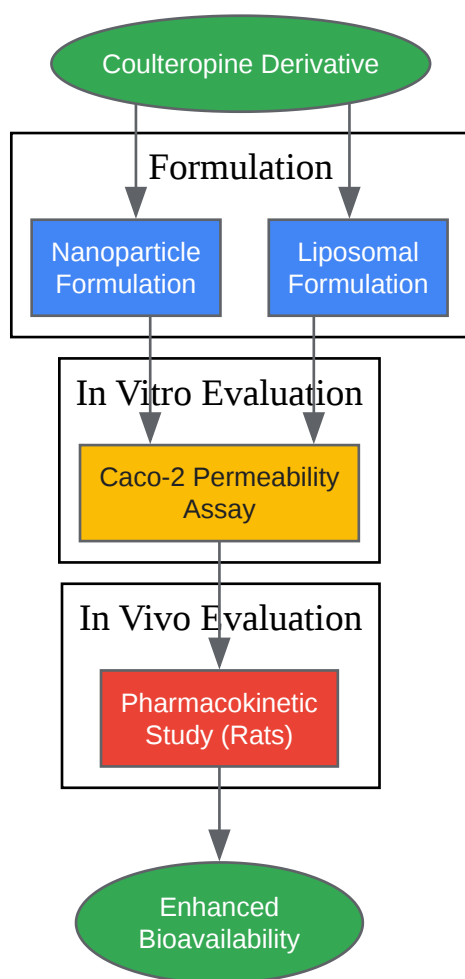 Coulteropine Derivative
Formulation
Nanoparticle
Formulation
Liposomal
Formulation
In Vitro Evaluation
Caco-2 Permeability
Assay
In Vivo Evaluation
Pharmacokinetic
Study (Rats)
Enhanced
Bioavailability